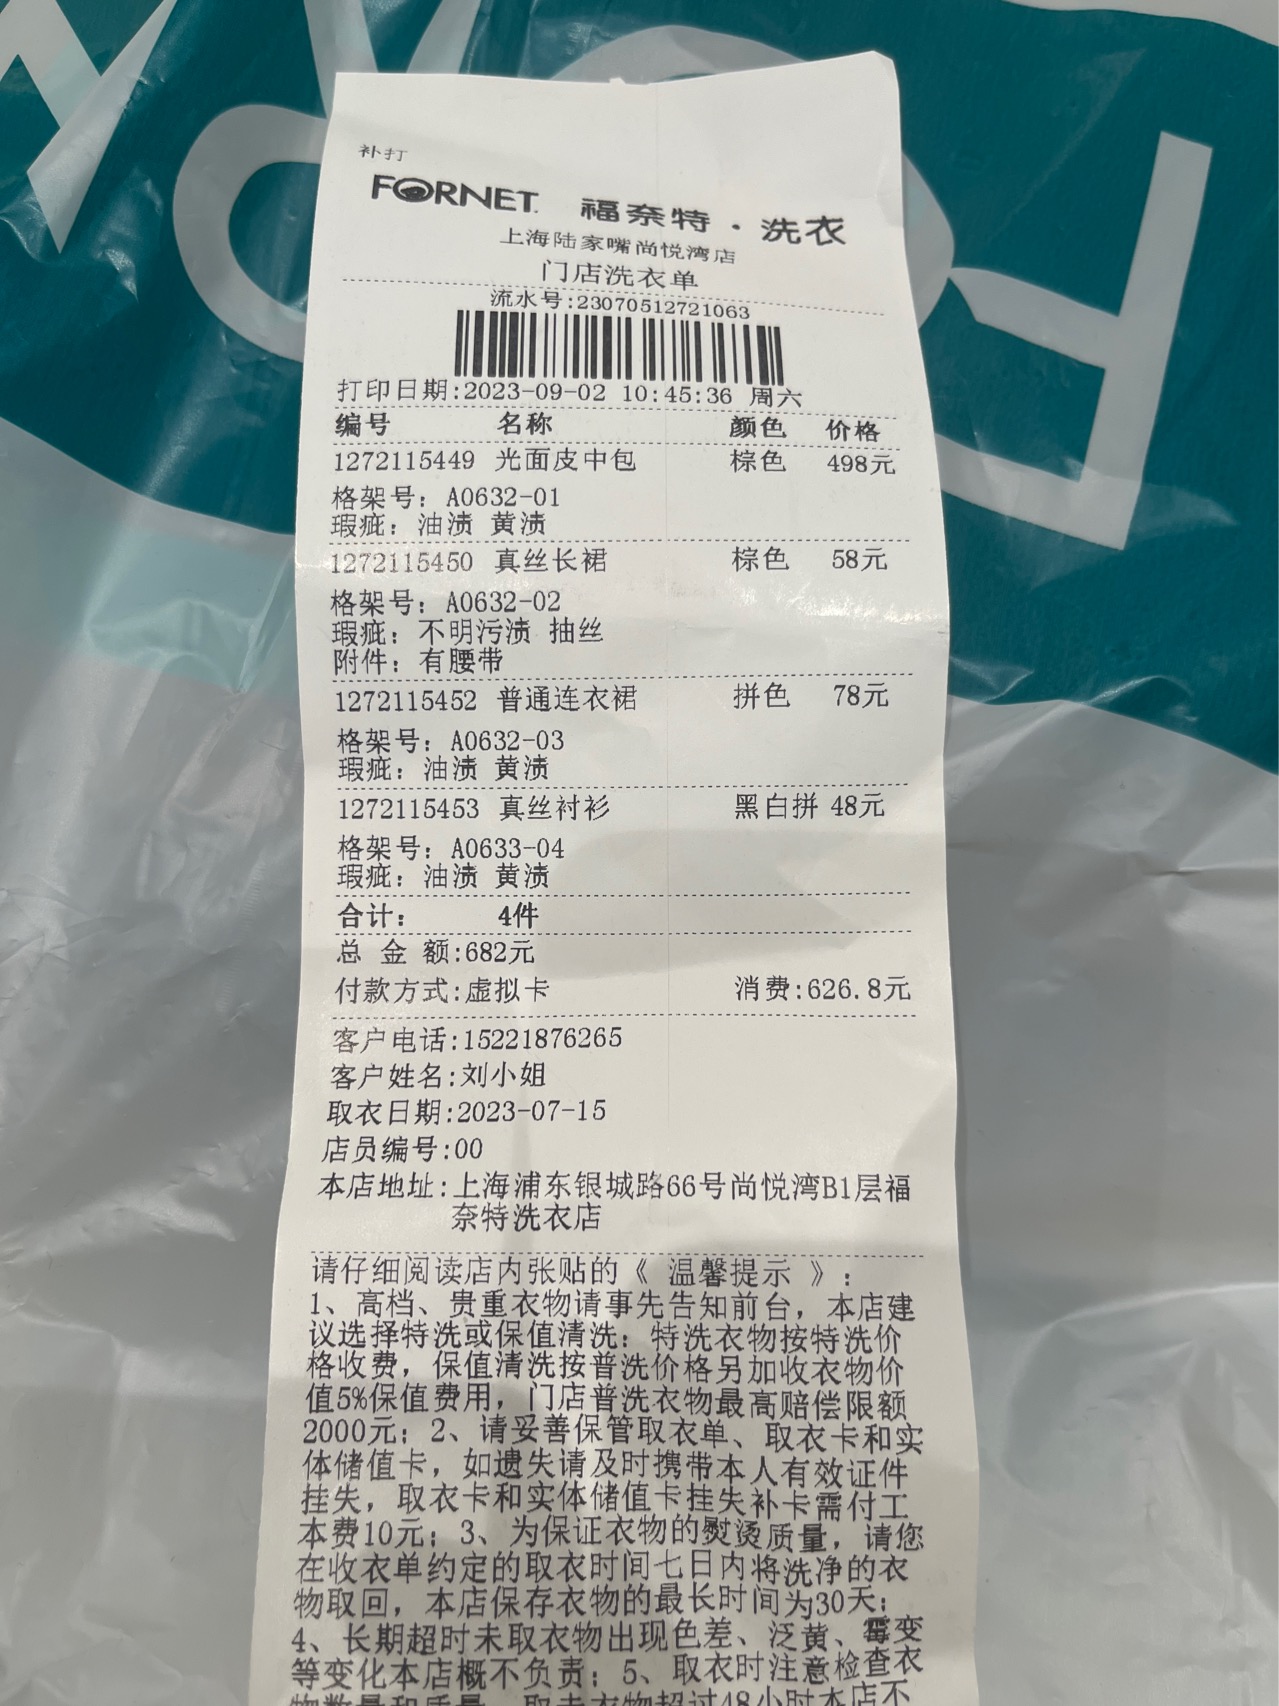 补打
FORNET 福奈特·洗衣
上海陆家嘴尚悦湾店
门店洗衣单
流水号:23070512721063
打印日期:2023-09-02 10:45:36 周六
编号 名称 颜色 价格
1272115449 光面皮中包 棕色 498元
格架号: A0632-01
瑕疵: 油渍 黄渍
1272115450 真丝长裙 棕色 58元
格架号: A0632-02
瑕疵: 不明污渍 抽丝
附件: 有腰带
1272115452 普通连衣裙 拼色 78元
格架号: A0632-03
瑕疵: 油渍 黄渍
1272115453 真丝衬衫 黑白拼 48元
格架号: A0633-04
瑕疵: 油渍 黄渍
合计: 4件
总 金 额:682元
付款方式:虚拟卡 消费:626.8元
客户电话:15221876265
客户姓名:刘小姐
取衣日期:2023-07-15
店员编号:00
本店地址:上海浦东银城路66号尚悦湾B1层福
奈特洗衣店
请仔细阅读店内张贴的《 温馨提示 》:
1、高档、贵重衣物请事先告知前台，本店建
议选择特洗或保值清洗：特洗衣物按特洗价
格收费，保值清洗按普洗价格另加收衣物价
值5%保值费用，门店普洗衣物最高赔偿限额
2000元；2、请妥善保管取衣单、取衣卡和实
体储值卡，如遗失请及时携带本人有效证件
挂失，取衣卡和实体储值卡挂失补卡需付工
本费10元；3、为保证衣物的熨烫质量，请您
在收衣单约定的取衣时间七日内将洗净的衣
物取回，本店保存衣物的最长时间为30天；
4、长期超时未取衣物出现色差、泛黄、霉变
等变化本店概不负责；5、取衣时注意检查衣
物数量和质量，取走衣物超过48小时本店不